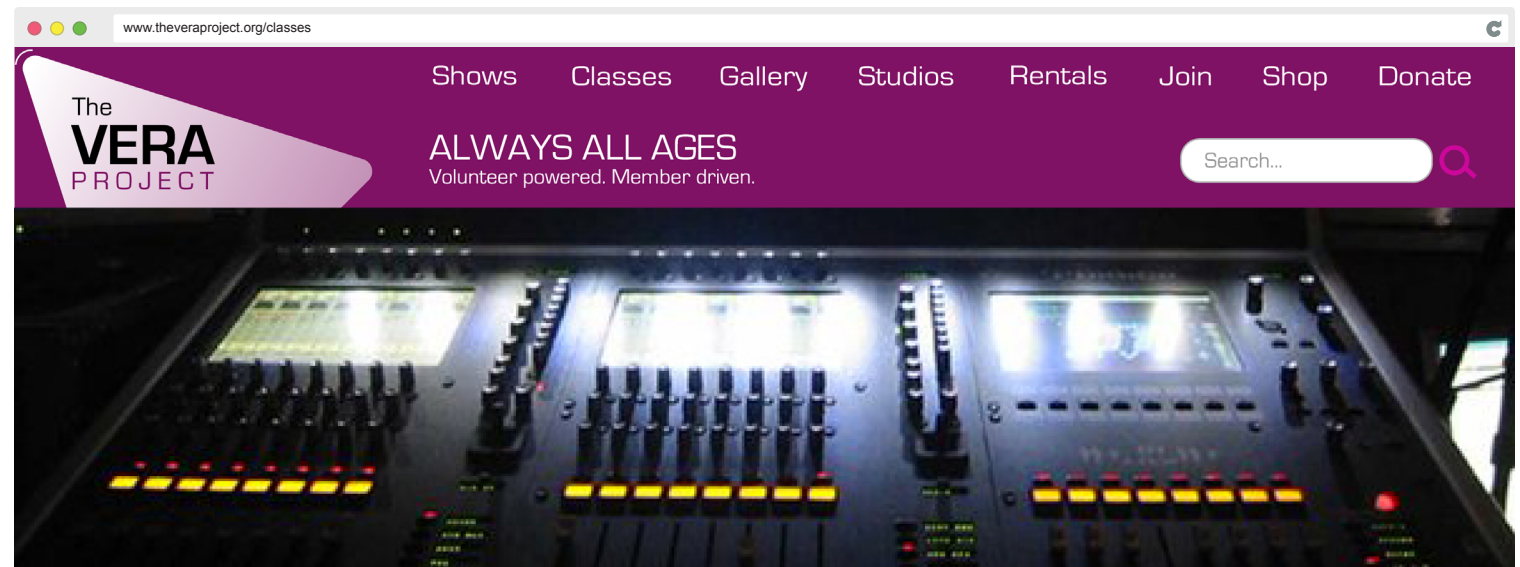 www.theveraproject.org/classes
Shows Classes Gallery Studios Rentals Join Shop Donate
The
VERA
PROJECT
ALWAYS ALL AGES
Volunteer powered. Member driven.
Search...